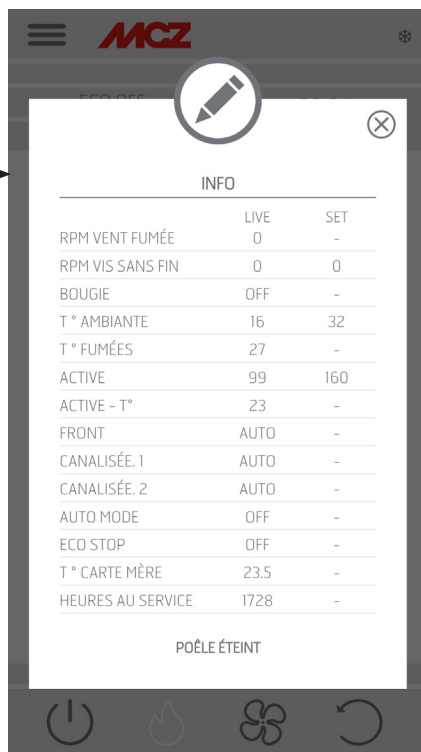 MCZ
INFO
LIVE SET
RPM VENT FUMÉE 0 -
RPM VIS SANS FIN 0 0
BOUGIE OFF -
T ° AMBIANTE 16 32
T ° FUMÉES 27 -
ACTIVE 99 160
ACTIVE - T° 23 -
FRONT AUTO -
CANALISÉE. 1 AUTO -
CANALISÉE. 2 AUTO -
AUTO MODE OFF -
ECO STOP OFF -
T ° CARTE MÈRE 23.5 -
HEURES AU SERVICE 1728 -
POÊLE ÉTEINT